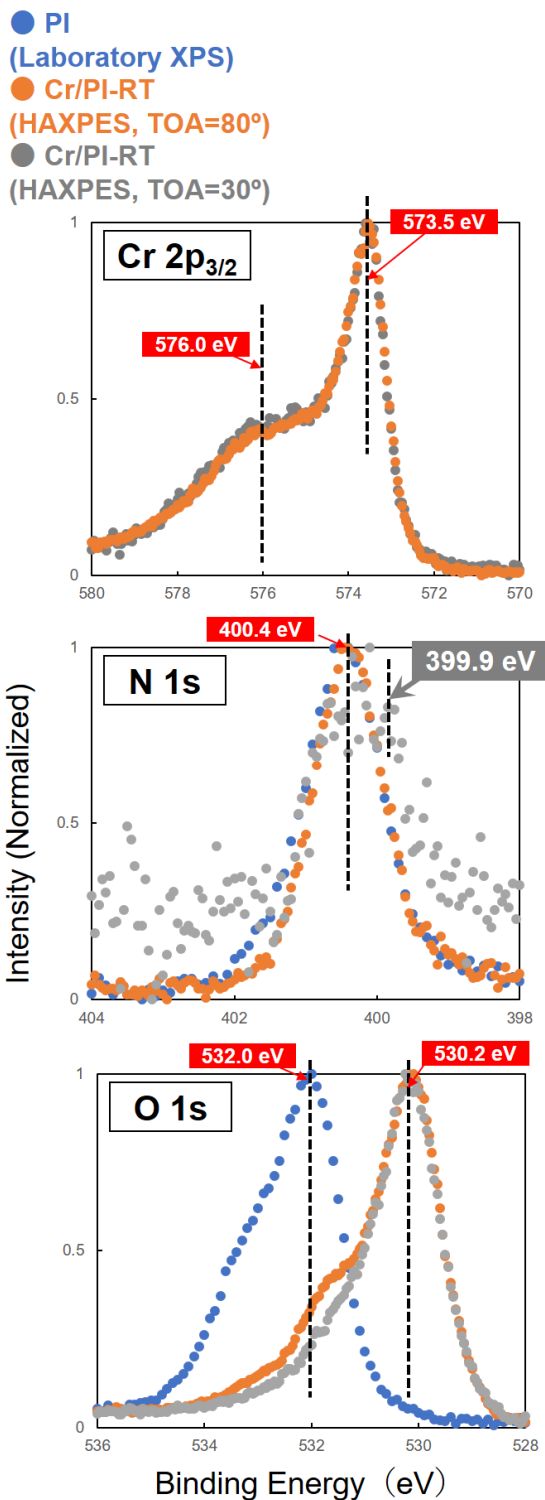 PI
(Laboratory XPS)
Cr/PI-RT
(HAXPES, TOA=80º)
Cr/PI-RT
(HAXPES, TOA=30º)
1
Cr 2p3/2
573.5 eV
576.0 eV
0.5
0
580 578 576 574 572 570
400.4 eV
1
N 1s
399.9 eV
0.5
0
404 402 400 398
Intensity (Normalized)
532.0 eV
530.2 eV
1
O 1s
0.5
0
536 534 532 530 528
Binding Energy (eV)